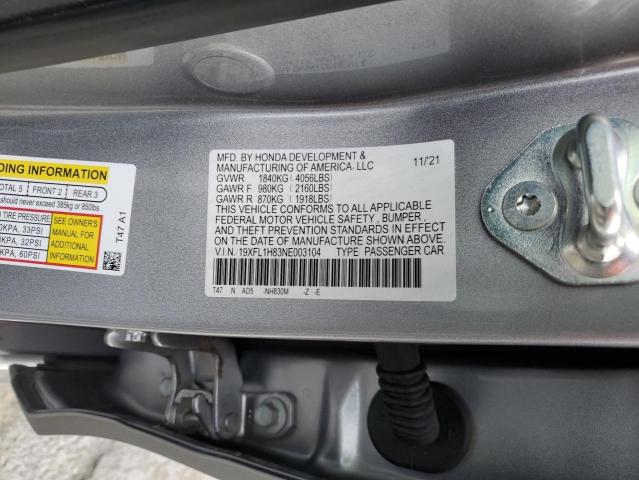 DING INFORMATION
TOTAL 5 FRONT 2 REAR 3
should never exceed 385kg or 850lbs.
TIRE PRESSURE
KPA, 33PSI
KPA, 32PSI
KPA, 60PSI
SEE OWNER'S
MANUAL FOR
ADDITIONAL
INFORMATION
T47 A1
MFD. BY HONDA DEVELOPMENT &
MANUFACTURING OF AMERICA, LLC 11/21
GVWR 1840KG(4056LBS)
GAWR F 980KG (2160LBS)
GAWR R 870KG (1918LBS)
THIS VEHICLE CONFORMS TO ALL APPLICABLE
FEDERAL MOTOR VEHICLE SAFETY, BUMPER,
AND THEFT PREVENTION STANDARDS IN EFFECT
ON THE DATE OF MANUFACTURE SHOWN ABOVE.
V.I.N. 19XFL1H83NE003104 TYPE PASSENGER CAR
T47 N AD5 -NH830M -Z -E